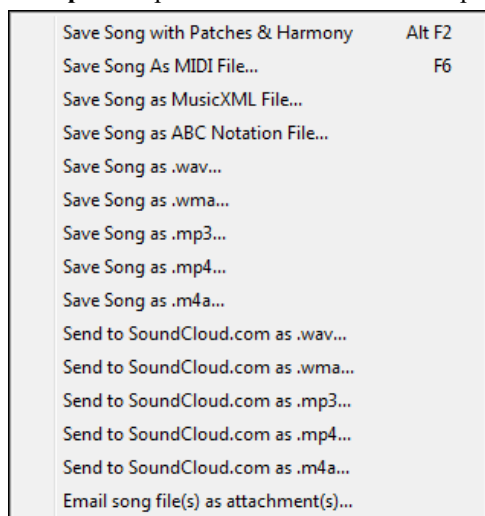 Save Song with Patches & Harmony Alt F2
Save Song As MIDI File... F6
Save Song as MusicXML File...
Save Song as ABC Notation File...
Save Song as .wav...
Save Song as .wma...
Save Song as .mp3...
Save Song as .mp4...
Save Song as .m4a...
Send to SoundCloud.com as .wav...
Send to SoundCloud.com as .wma...
Send to SoundCloud.com as .mp3...
Send to SoundCloud.com as .mp4...
Send to SoundCloud.com as .m4a...
Email song file(s) as attachment(s)...